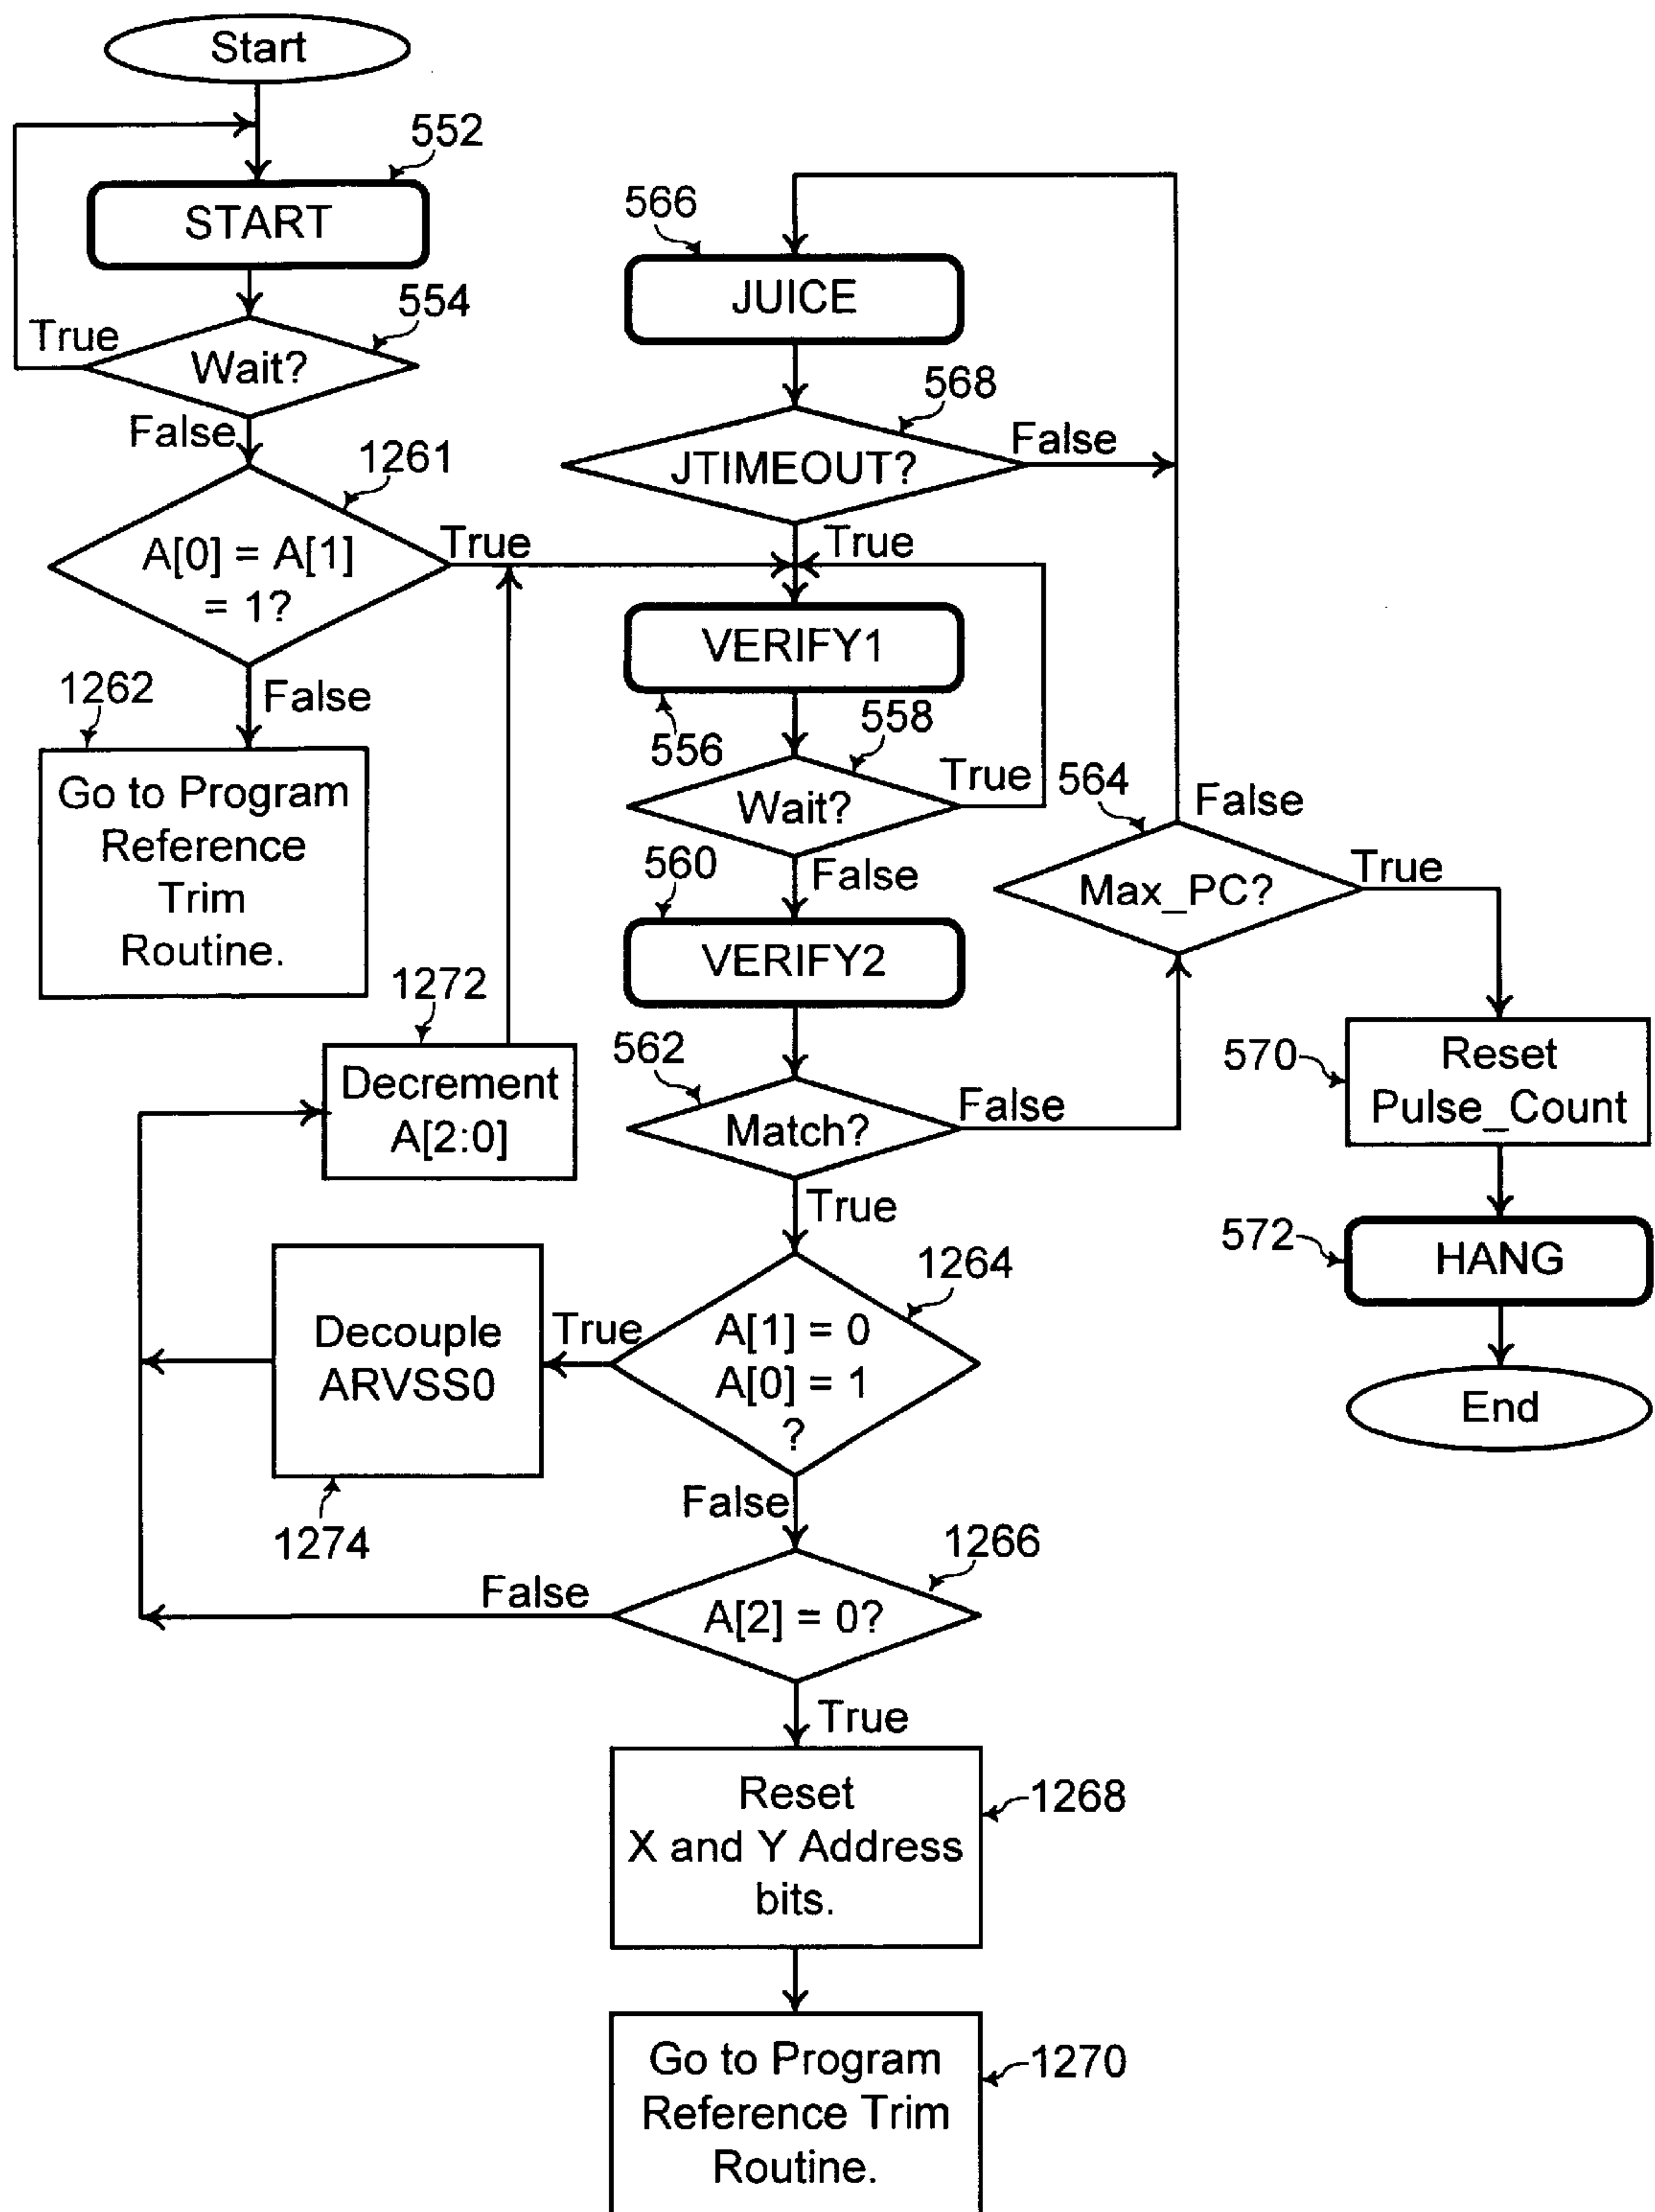 Start
552
START
554
True
Wait?
False
1261
A[0] = A[1]
= 1?
True
False
1262
Go to Program
Reference
Trim
Routine.
566
JUICE
568
JTIMEOUT?
False
True
VERIFY1
556
558
Wait?
True
False
560
VERIFY2
562
Match?
False
True
564
Max_PC?
False
True
570
Reset
Pulse_Count
572
HANG
End
1272
Decrement
A[2:0]
1264
A[1] = 0
A[0] = 1
?
True
Decouple
ARVSS0
1274
False
1266
A[2] = 0?
False
True
Reset
X and Y Address
bits.
1268
Go to Program
Reference Trim
Routine.
1270